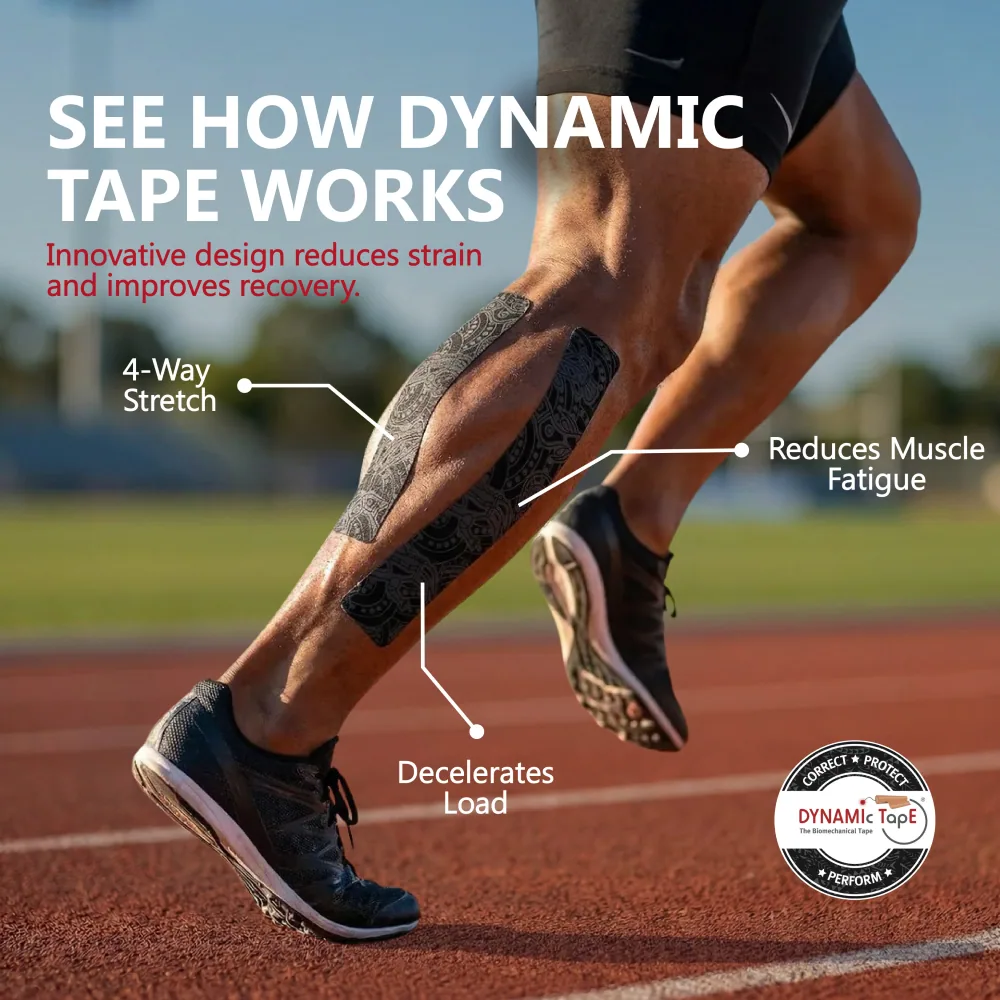 SEE HOW DYNAMIC
TAPE WORKS
Innovative design reduces strain
and improves recovery.
4-Way
Stretch
Reduces Muscle
Fatigue
Decelerates
Load
CORRECT ★ PROTECT
DYNAMIc TapE®
The Biomechanical Tape
★ PERFORM ★